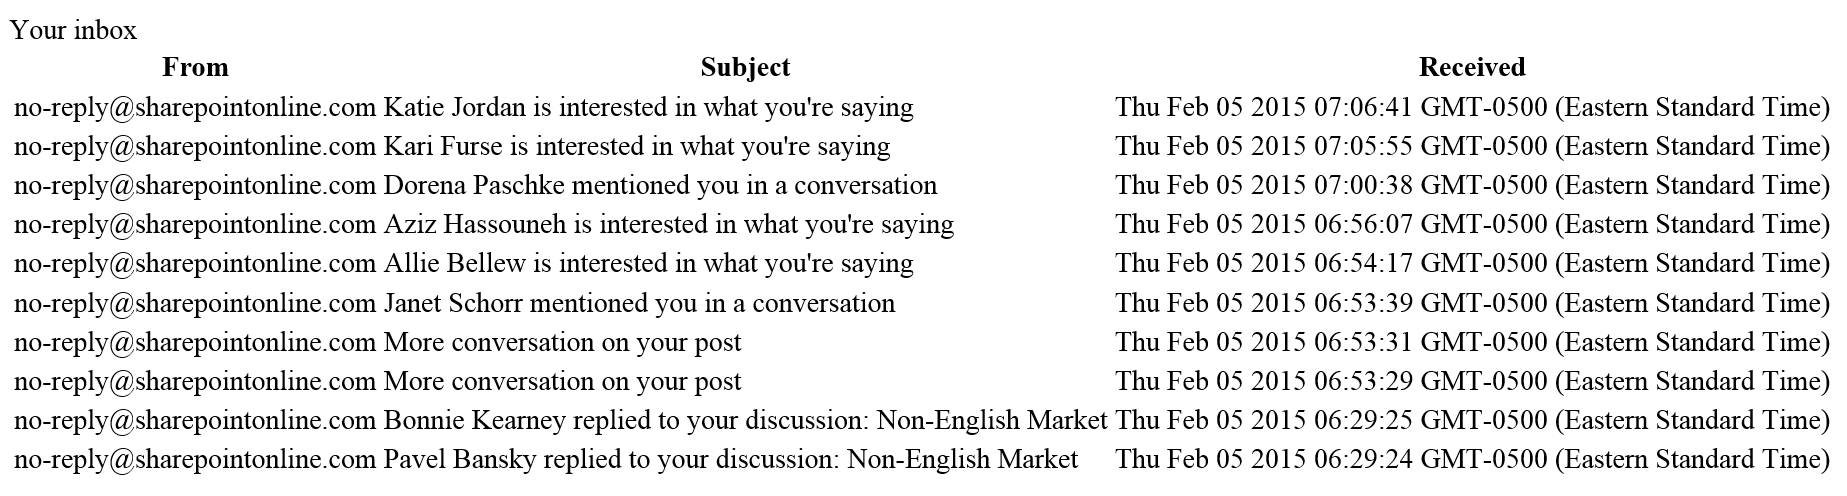 Your inbox
From Subject Received
no-reply@sharepointonline.com Katie Jordan is interested in what you're saying Thu Feb 05 2015 07:06:41 GMT-0500 (Eastern Standard Time)
no-reply@sharepointonline.com Kari Furse is interested in what you're saying Thu Feb 05 2015 07:05:55 GMT-0500 (Eastern Standard Time)
no-reply@sharepointonline.com Dorena Paschke mentioned you in a conversation Thu Feb 05 2015 07:00:38 GMT-0500 (Eastern Standard Time)
no-reply@sharepointonline.com Aziz Hassouneh is interested in what you're saying Thu Feb 05 2015 06:56:07 GMT-0500 (Eastern Standard Time)
no-reply@sharepointonline.com Allie Bellew is interested in what you're saying Thu Feb 05 2015 06:54:17 GMT-0500 (Eastern Standard Time)
no-reply@sharepointonline.com Janet Schorr mentioned you in a conversation Thu Feb 05 2015 06:53:39 GMT-0500 (Eastern Standard Time)
no-reply@sharepointonline.com More conversation on your post Thu Feb 05 2015 06:53:31 GMT-0500 (Eastern Standard Time)
no-reply@sharepointonline.com More conversation on your post Thu Feb 05 2015 06:53:29 GMT-0500 (Eastern Standard Time)
no-reply@sharepointonline.com Bonnie Kearney replied to your discussion: Non-English Market Thu Feb 05 2015 06:29:25 GMT-0500 (Eastern Standard Time)
no-reply@sharepointonline.com Pavel Bansky replied to your discussion: Non-English Market Thu Feb 05 2015 06:29:24 GMT-0500 (Eastern Standard Time)